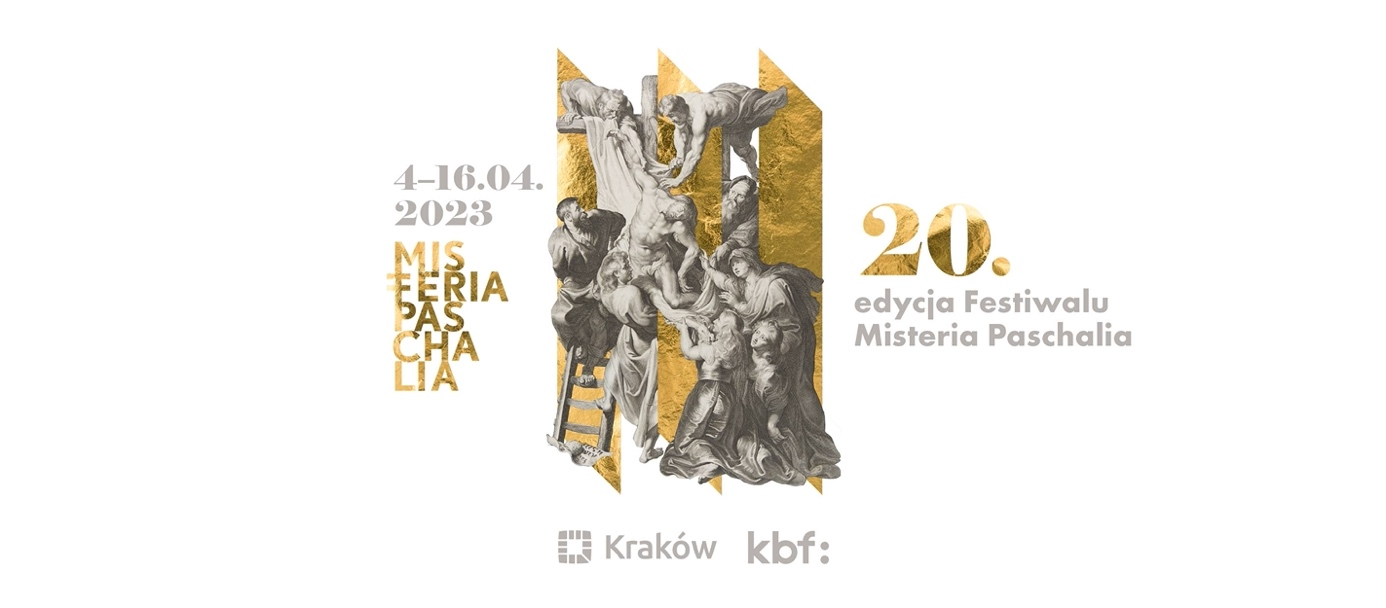 4–16.04.
2023
MIS
TERIA
PAS
CHA
LIA
20.
edycja Festiwalu
Misteria Paschalia
Kraków
kbf: